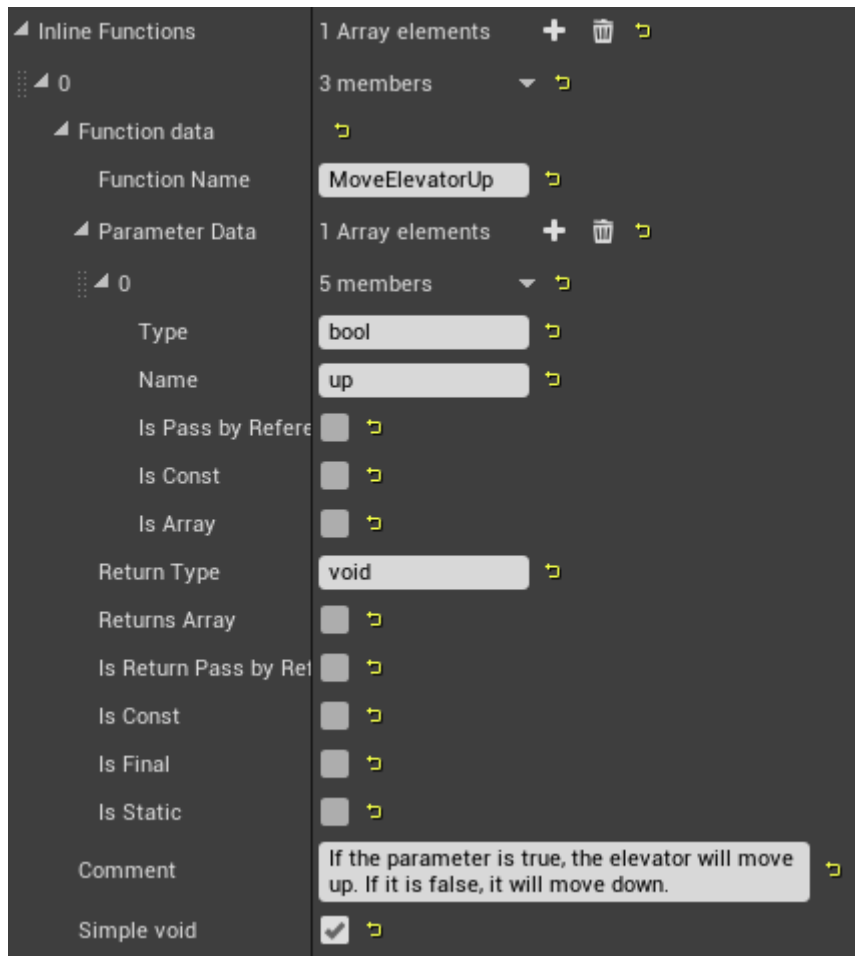 Inline Functions 1 Array elements
0 3 members
Function data
Function Name MoveElevatorUp
Parameter Data 1 Array elements
0 5 members
Type bool
Name up
Is Pass by Refere
Is Const
Is Array
Return Type void
Returns Array
Is Return Pass by Ref
Is Const
Is Final
Is Static
Comment If the parameter is true, the elevator will move
up. If it is false, it will move down.
Simple void